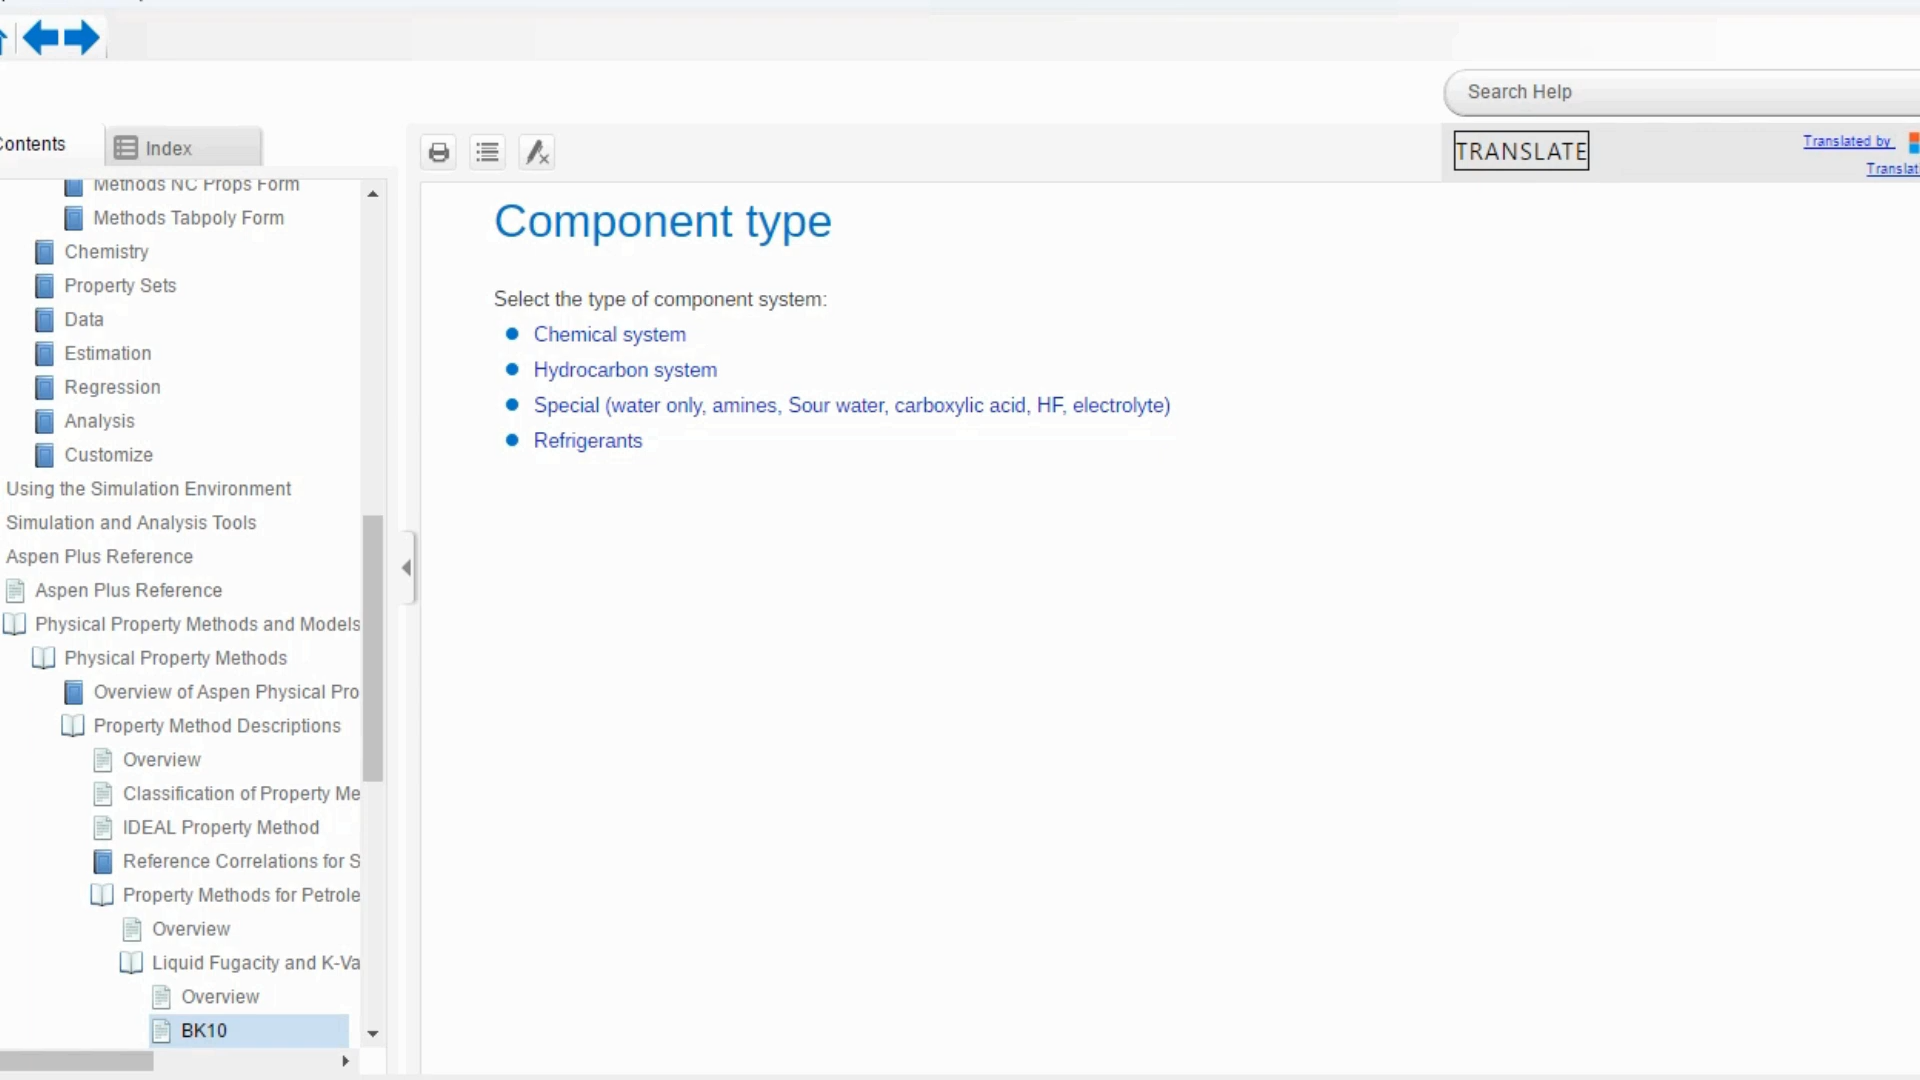 Search Help
Contents
Index
TRANSLATE
Translated by
Methods NC Props Form
Methods Tabpoly Form
Chemistry
Property Sets
Data
Estimation
Regression
Analysis
Customize
Using the Simulation Environment
Simulation and Analysis Tools
Aspen Plus Reference
Aspen Plus Reference
Physical Property Methods and Models
Physical Property Methods
Overview of Aspen Physical Pro
Property Method Descriptions
Overview
Classification of Property Me
IDEAL Property Method
Reference Correlations for S
Property Methods for Petrole
Overview
Liquid Fugacity and K-Va
Overview
BK10
Component type
Select the type of component system:
Chemical system
Hydrocarbon system
Special (water only, amines, Sour water, carboxylic acid, HF, electrolyte)
Refrigerants